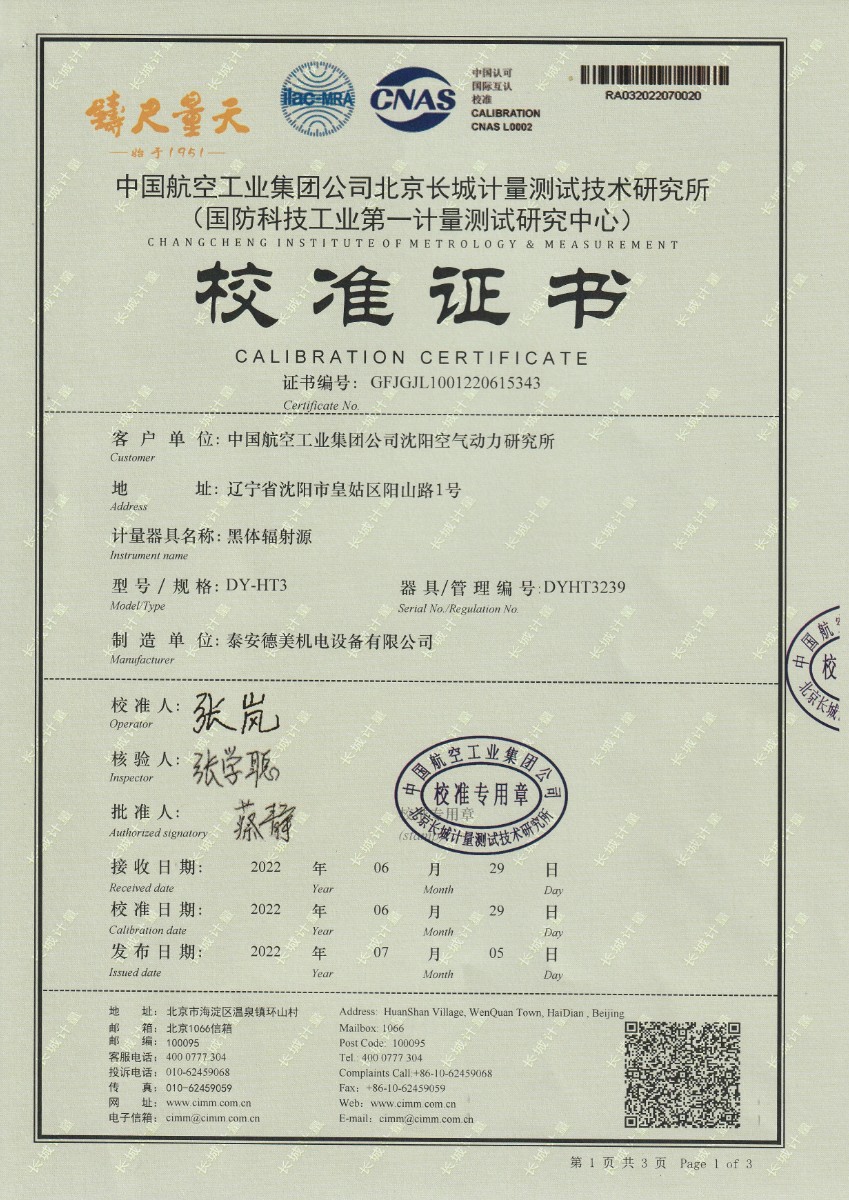 鑄尺量天
始于1951
ilac-MRA
CNAS
中国认可
国际互认
校准
CALIBRATION
CNAS L0002
RA032022070020
中国航空工业集团公司北京长城计量测试技术研究所
（国防科技工业第一计量测试研究中心）
CHANGCHENG INSTITUTE OF METROLOGY & MEASUREMENT
校准证书
CALIBRATION CERTIFICATE
证书编号： GFJGJL1001220615343
Certificate No.
客户单位：中国航空工业集团公司沈阳空气动力研究所
Customer
地址：辽宁省沈阳市皇姑区阳山路1号
Address
计量器具名称：黑体辐射源
Instrument name
型号/规格：DY-HT3 器具/管理编号:DYHT3239
Model/Type Serial No./Regulation No.
制造单位：泰安德美机电设备有限公司
Manufacturer
校准人：张岚
Operator
核验人：张学聪
Inspector
批准人：蔡静
Authorized signatory
中国航空工业集团公司
校准专用章
北京长城计量测试技术研究所
接收日期： 2022 年 06 月 29 日
Received date Year Month Day
校准日期： 2022 年 06 月 29 日
Calibration date Year Month Day
发布日期： 2022 年 07 月 05 日
Issued date Year Month Day
地址：北京市海淀区温泉镇环山村 Address: HuanShan Village, WenQuan Town, HaiDian , Beijing
邮箱：北京1066信箱 Mailbox: 1066
邮编：100095 Post Code: 100095
客服电话：400 0777 304 Tel.: 400 0777 304
投诉电话：010-62459068 Complaints Call:+86-10-62459068
传真：010-62459059 Fax: +86-10-62459059
网址：www.cimm.com.cn Web: www.cimm.com.cn
电子信箱：cimm@cimm.com.cn E-mail: cimm@cimm.com.cn
第 1 页 共 3 页 Page 1 of 3